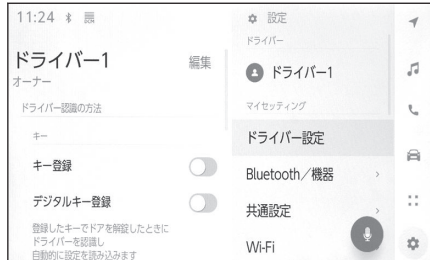 11:24
ドライバー1
編集
オーナー
ドライバー認識の方法
キー
キー登録
デジタルキー登録
登録したキーでドアを解錠したときに
ドライバーを認識し
自動的に設定を読み込みます
設定
ドライバー
ドライバー1
マイセッティング
ドライバー設定
Bluetooth／機器
共通設定
Wi-Fi